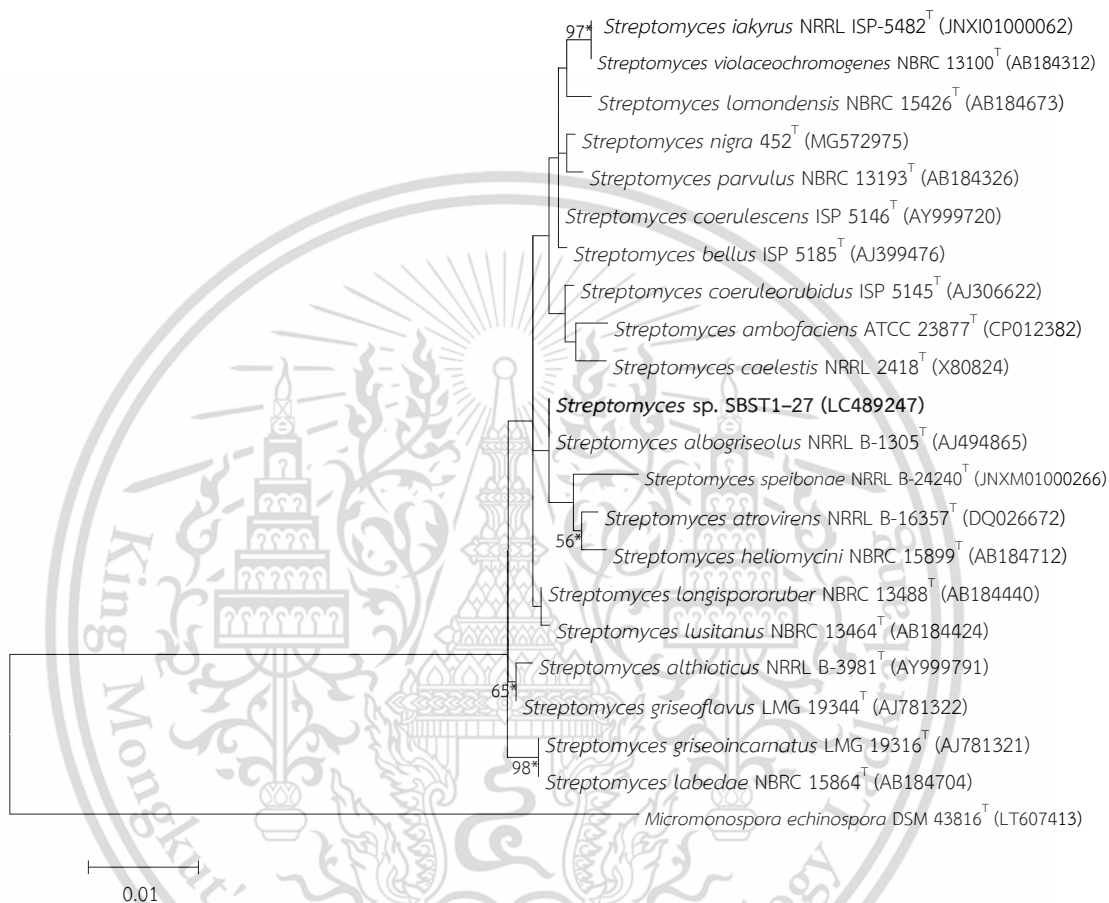 97* Streptomyces iakyrus NRRL ISP-5482T (JNXI01000062)
Streptomyces violaceochromogenes NBRC 13100T (AB184312)
Streptomyces lomondensis NBRC 15426T (AB184673)
Streptomyces nigra 452T (MG572975)
Streptomyces parvulus NBRC 13193T (AB184326)
Streptomyces coerulescens ISP 5146T (AY999720)
Streptomyces bellus ISP 5185T (AJ399476)
Streptomyces coeruleorubidus ISP 5145T (AJ306622)
Streptomyces ambofaciens ATCC 23877T (CP012382)
Streptomyces caelestis NRRL 2418T (X80824)
Streptomyces sp. SBST1–27 (LC489247)
Streptomyces albogriseolus NRRL B-1305T (AJ494865)
Streptomyces speibonae NRRL B-24240T (JNXM01000266)
Streptomyces atrovirens NRRL B-16357T (DQ026672)
56*
Streptomyces heliomycini NBRC 15899T (AB184712)
Streptomyces longispororuber NBRC 13488T (AB184440)
Streptomyces lusitanus NBRC 13464T (AB184424)
Streptomyces althioticus NRRL B-3981T (AY999791)
65*
Streptomyces griseoflavus LMG 19344T (AJ781322)
Streptomyces griseoincarnatus LMG 19316T (AJ781321)
98*
Streptomyces labedae NBRC 15864T (AB184704)
Micromonospora echinospora DSM 43816T (LT607413)
0.01
King Mongkut's
Ladkrabang